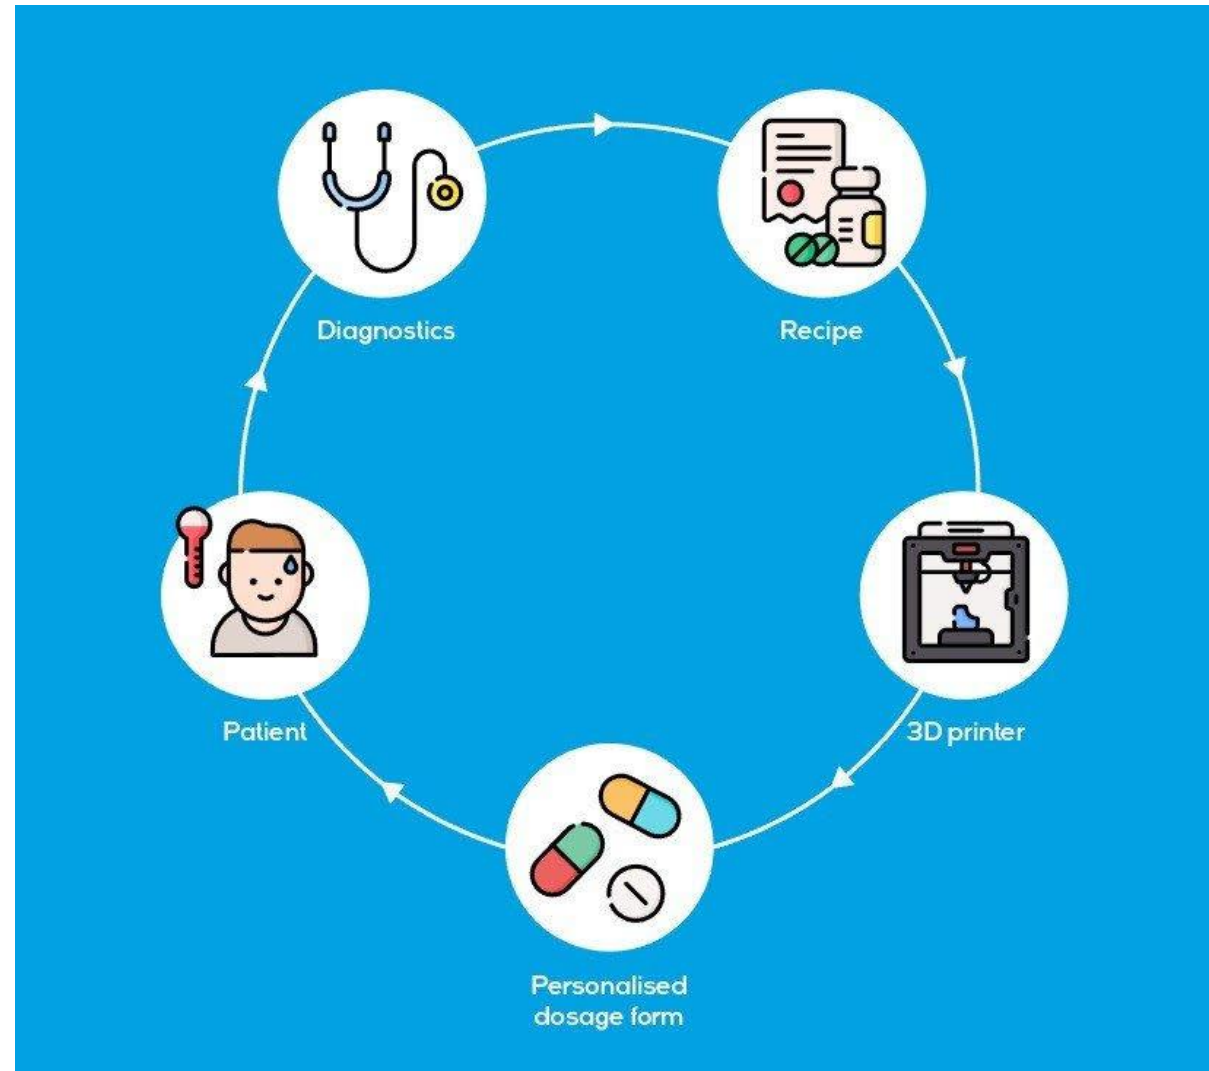 Diagnostics
Recipe
Patient
3D printer
Personalised
dosage form